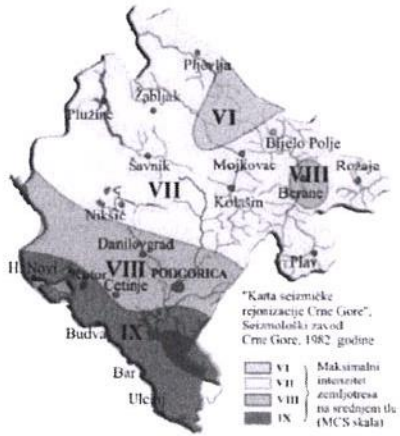 Pljevlja
Žabljak
Plužine
VI
Bijelo Polje
Šavnik
Mojkovac
VIII
Rožaje
VII
Berane
Kolašin
Nikšić
Danilovgrad
Plav
H.Novi
VIII
PODGORICA
Kotor
Cetinje
"Karta seizmičke
rejonizacije Crne Gore",
Seizmološki zavod
Crne Gore, 1982 godine
IX
Budva
Bar
Ulcinj
VI
VII
VIII
IX
Maksimalni
intenzitet
zemljotresa
na srednjem tlu
(MCS skala)